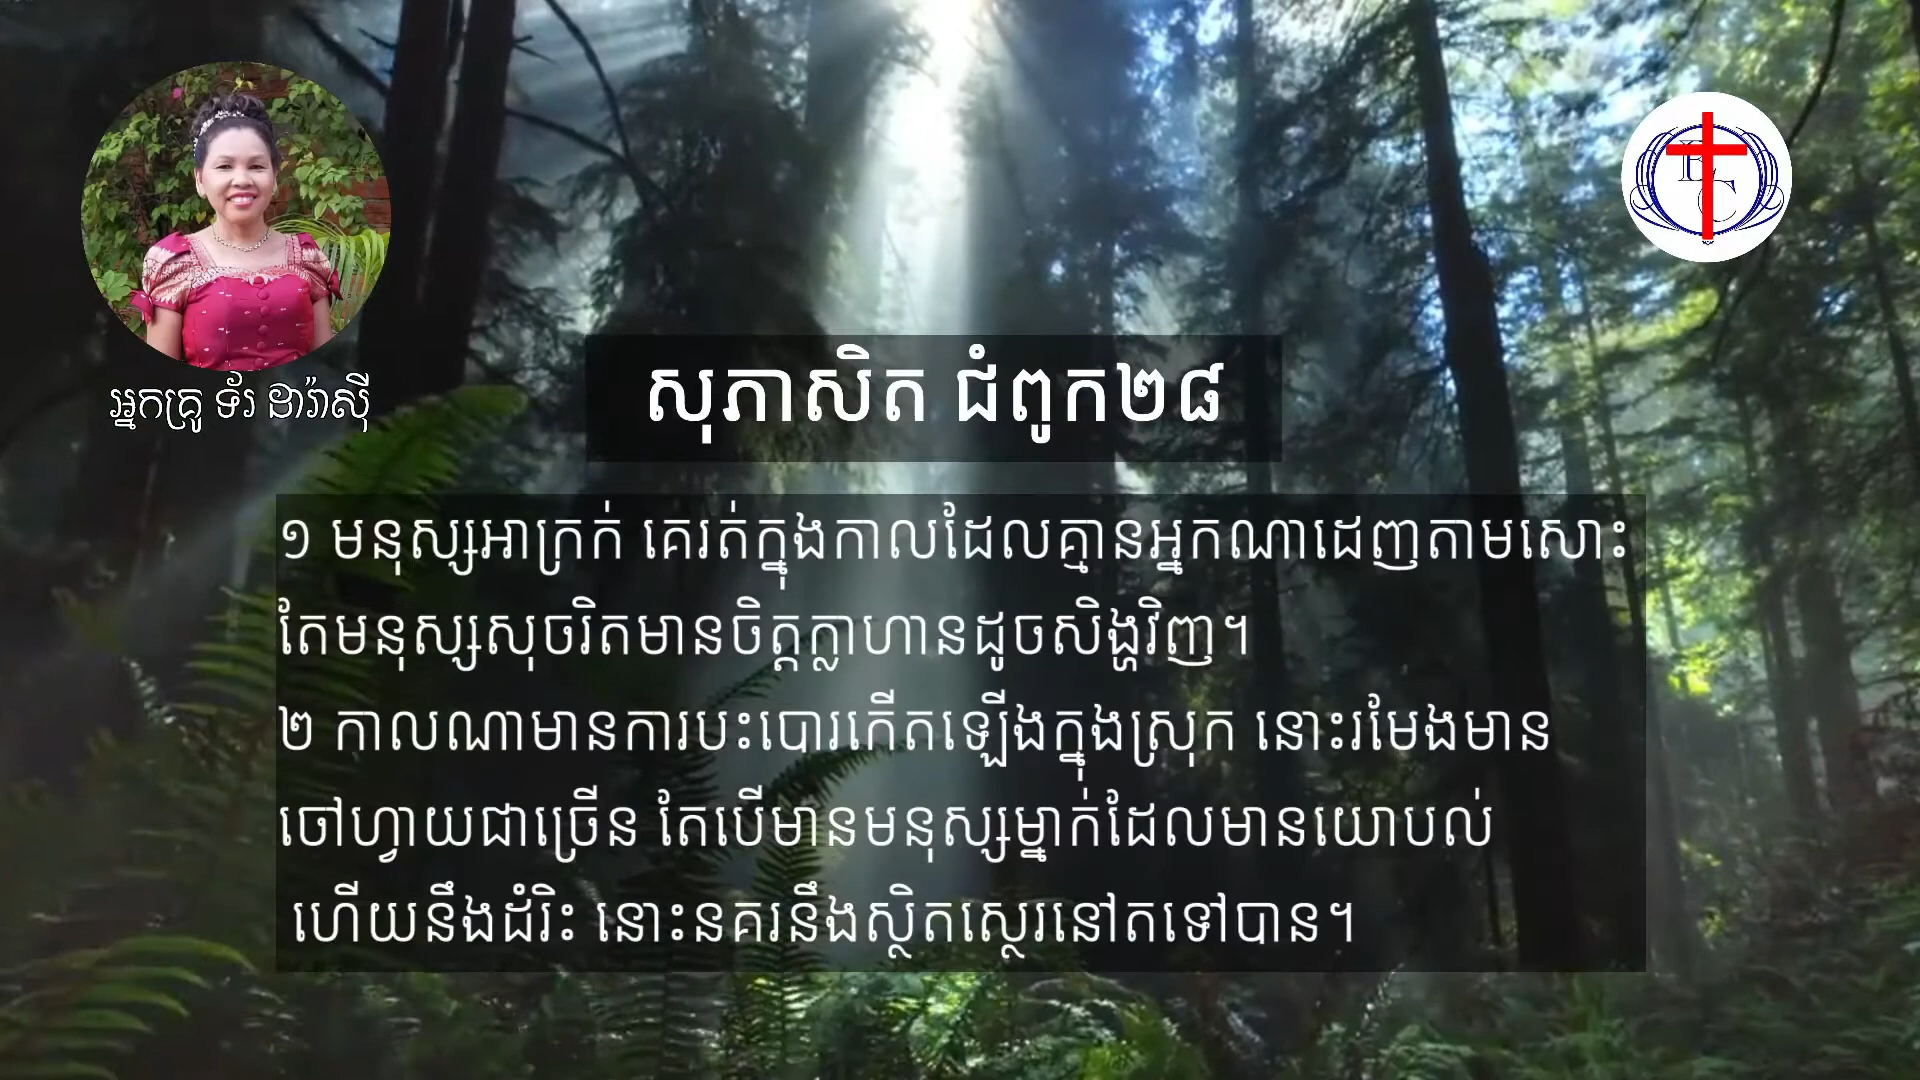 អ្នកគ្រូ ទ័រ ដារ៉ាស៊ី
E
C
សុភាសិត ជំពូក២៨
១ មនុស្សអាក្រក់ គេរត់ក្នុងកាលដែលគ្មានអ្នកណាដេញតាមសោះ
តែមនុស្សសុចរិតមានចិត្តក្លាហានដូចសិង្ហវិញ។
២ កាលណាមានការបះបោរកើតឡើងក្នុងស្រុក នោះរមែងមាន
ចៅហ្វាយជាច្រើន តែបើមានមនុស្សម្នាក់ដែលមានយោបល់
ហើយនឹងដំរិះ នោះនគរនឹងស្ថិតស្ថេរនៅតទៅបាន។